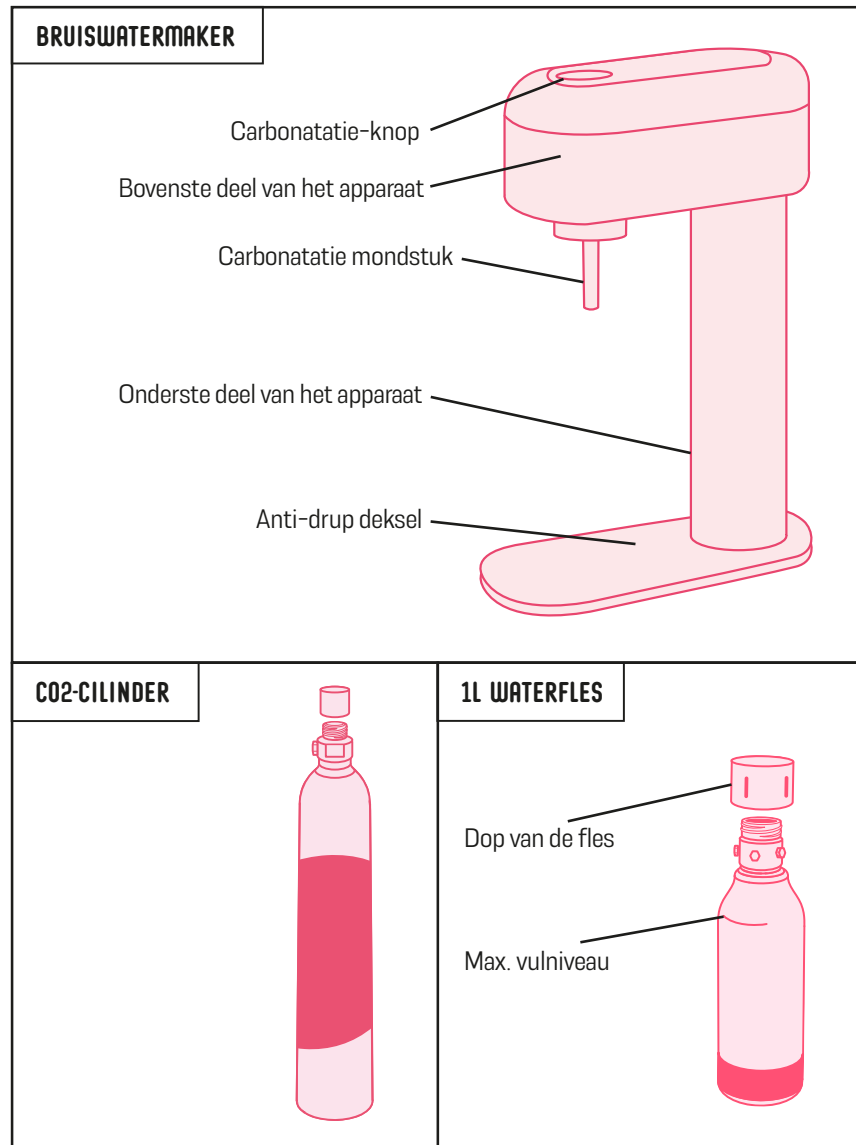 BRUISWATERMAKER
Carbonatatie-knop
Bovenste deel van het apparaat
Carbonatatie mondstuk
Onderste deel van het apparaat
Anti-drup deksel
CO2-CILINDER
1L WATERFLES
Dop van de fles
Max. vulniveau